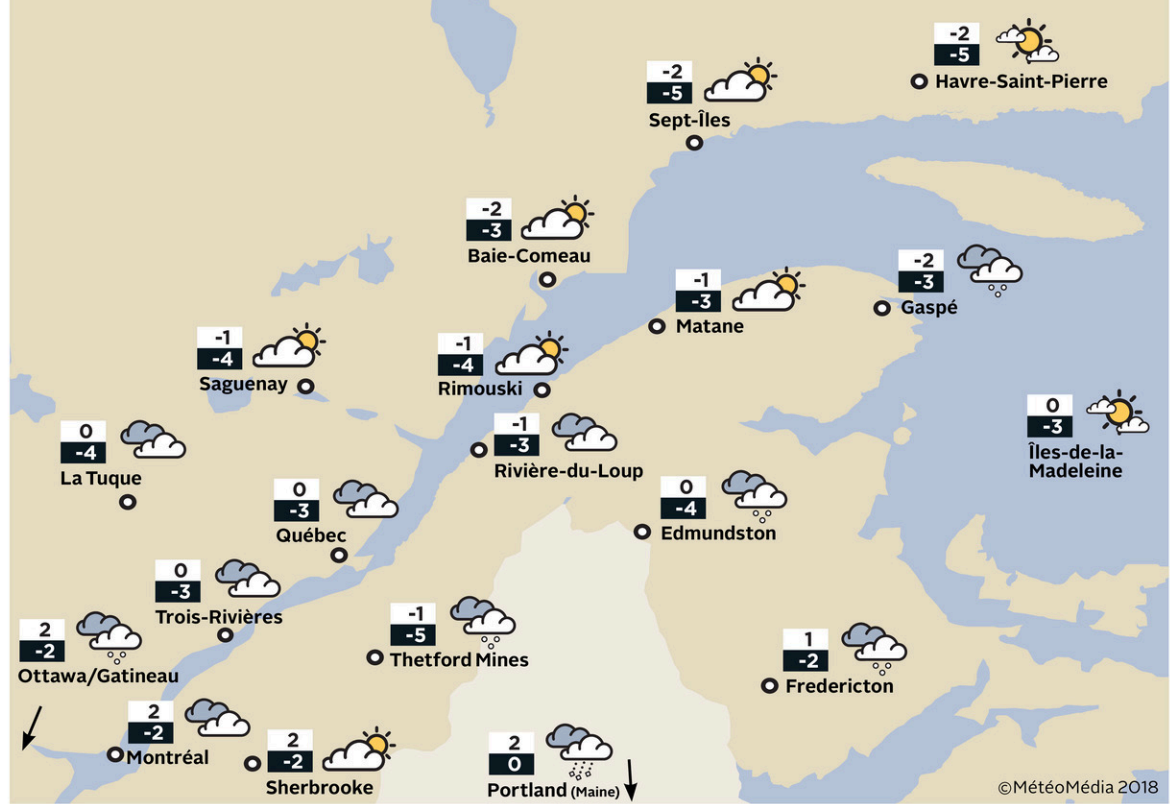 -2
-5
Havre-Saint-Pierre
-2
-5
Sept-Îles
-2
-3
Baie-Comeau
-2
-3
Gaspé
-1
-3
Matane
-1
-4
Saguenay
-1
-4
Rimouski
0
-3
Îles-de-la-
Madeleine
0
-4
La Tuque
-1
-3
Rivière-du-Loup
0
-3
Québec
0
-4
Edmundston
0
-3
Trois-Rivières
-1
-5
Thetford Mines
2
-2
Ottawa/Gatineau
1
-2
Fredericton
2
-2
Montréal
2
-2
Sherbrooke
2
0
Portland (Maine)
©MétéoMédia 2018